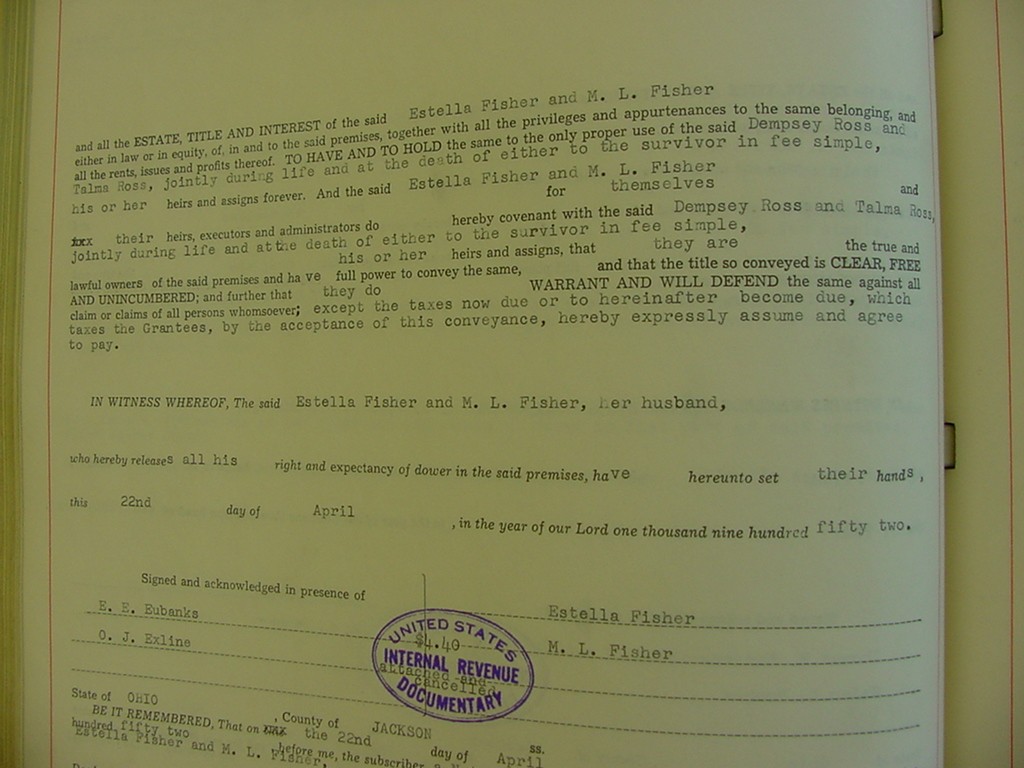 and all the ESTATE, TITLE AND INTEREST of the said Estella Fisher and M. L. Fisher
either in law or in equity, of, in and to the said premises, together with all the privileges and appurtenances to the same belonging, and
all the rents, issues and profits thereof. TO HAVE AND TO HOLD the same to the only proper use of the said Dempsey Ross and
Talma Ross, jointly during life and at the death of either to the survivor in fee simple,
his or her heirs and assigns forever. And the said Estella Fisher and M. L. Fisher
for themselves and
their heirs, executors and administrators do hereby covenant with the said Dempsey Ross and Talma Ross,
jointly during life and at the death of either to the survivor in fee simple,
his or her heirs and assigns, that they are the true and
lawful owners of the said premises and have full power to convey the same, and that the title so conveyed is CLEAR, FREE
AND UNINCUMBERED; and further that they do WARRANT AND WILL DEFEND the same against all
claim or claims of all persons whomsoever; except the taxes now due or to hereinafter become due, which
taxes the Grantees, by the acceptance of this conveyance, hereby expressly assume and agree
to pay.
IN WITNESS WHEREOF, The said Estella Fisher and M. L. Fisher, her husband,
who hereby releases all his right and expectancy of dower in the said premises, have hereunto set their hands,
this 22nd day of April, in the year of our Lord one thousand nine hundred fifty two.
Signed and acknowledged in presence of
E. E. Eubanks Estella Fisher
O. J. Exline M. L. Fisher
UNITED STATES
$4.40
INTERNAL REVENUE
attached and
cancelled
DOCUMENTARY
State of OHIO, County of JACKSON ss.
BE IT REMEMBERED, That on the 22nd day of April
hundred fifty two before me, the subscriber
Estella Fisher and M. L. Fisher,